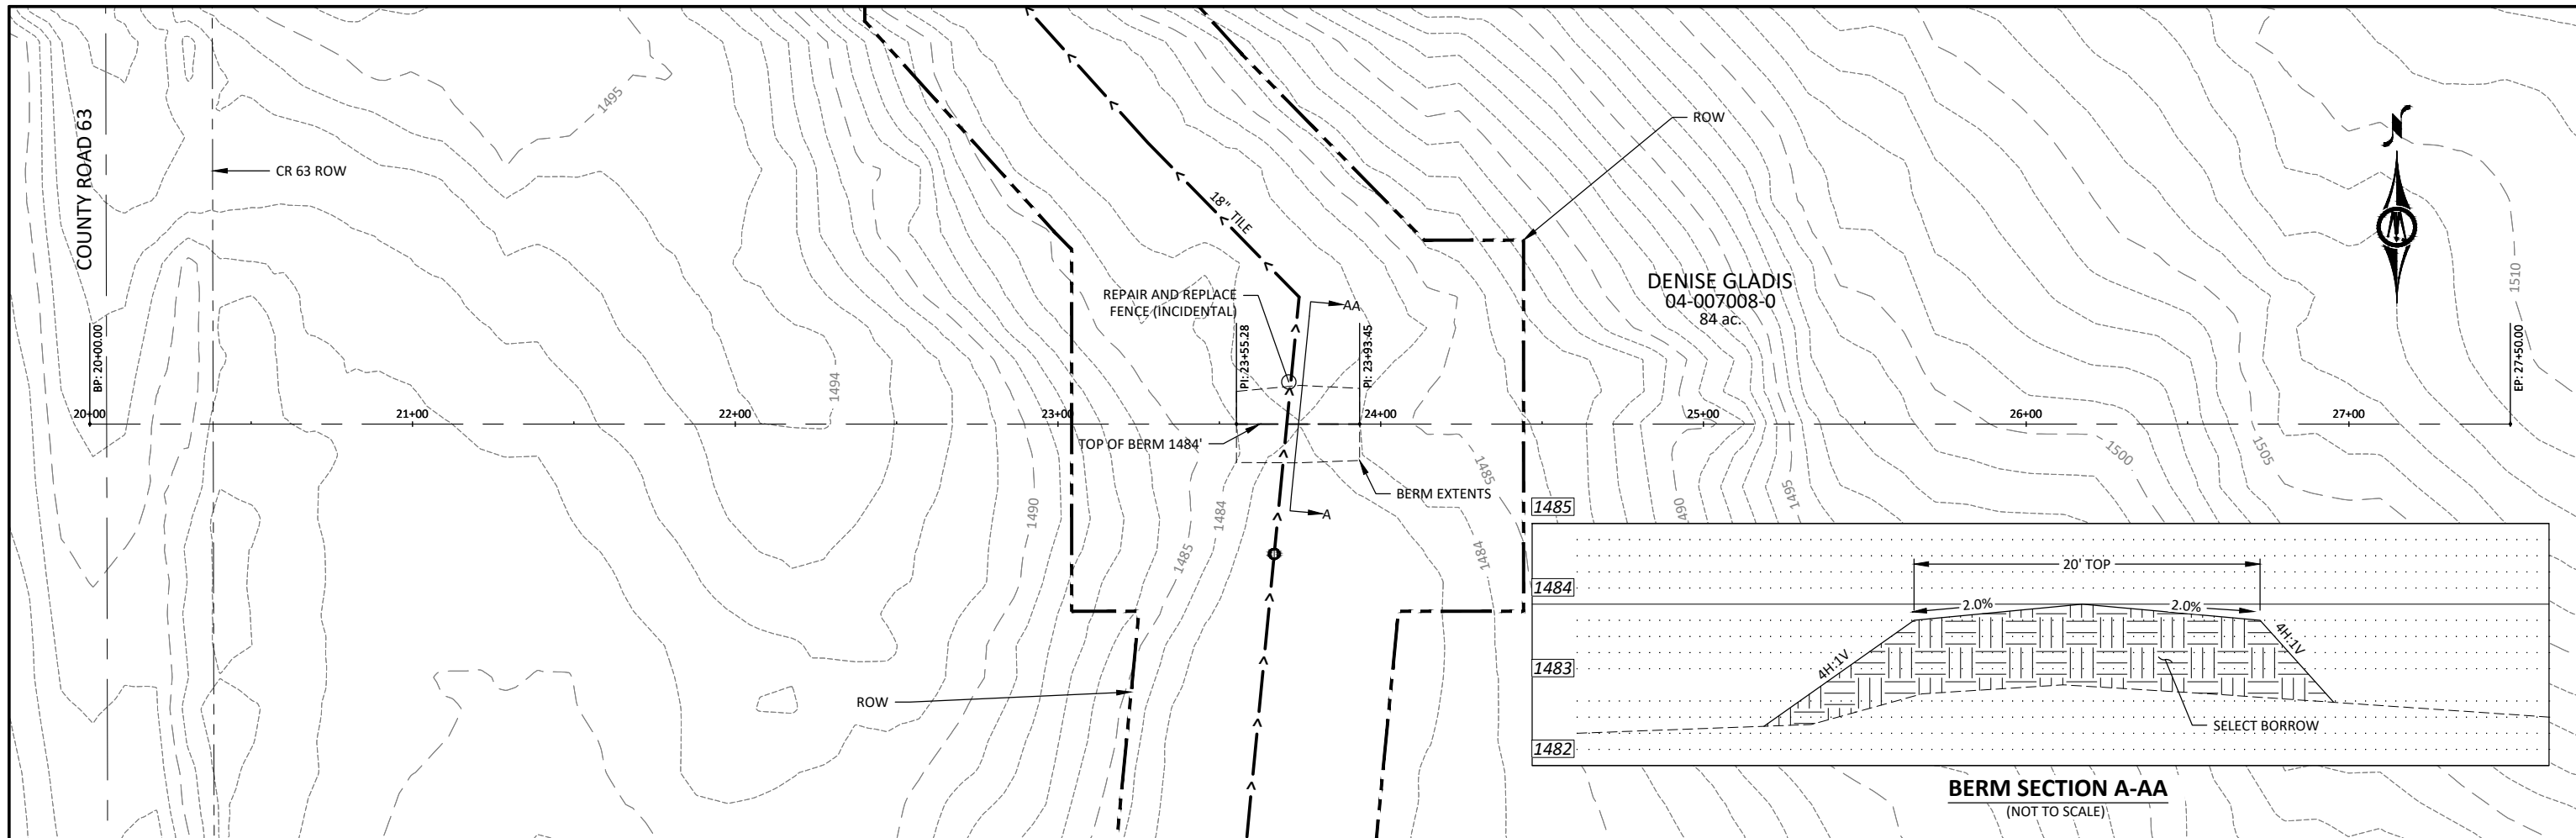 COUNTY ROAD 63
CR 63 ROW
1495
18" TILE
ROW
N
DENISE GLADIS
04-007008-0
84 ac.
1510
REPAIR AND REPLACE
FENCE (INCIDENTAL)
AA
BP: 20+00.00
PI: 23+55.28
PI: 23+93.45
EP: 27+50.00
1494
20+00
21+00
22+00
23+00
24+00
25+00
26+00
27+00
TOP OF BERM 1484'
1500
1505
1485
1490
1484
BERM EXTENTS
A
1495
490
1485
1484
1485
ROW
1484
20' TOP
2.0%
2.0%
4H:1V
4H:1V
1483
SELECT BORROW
1482
BERM SECTION A-AA
(NOT TO SCALE)